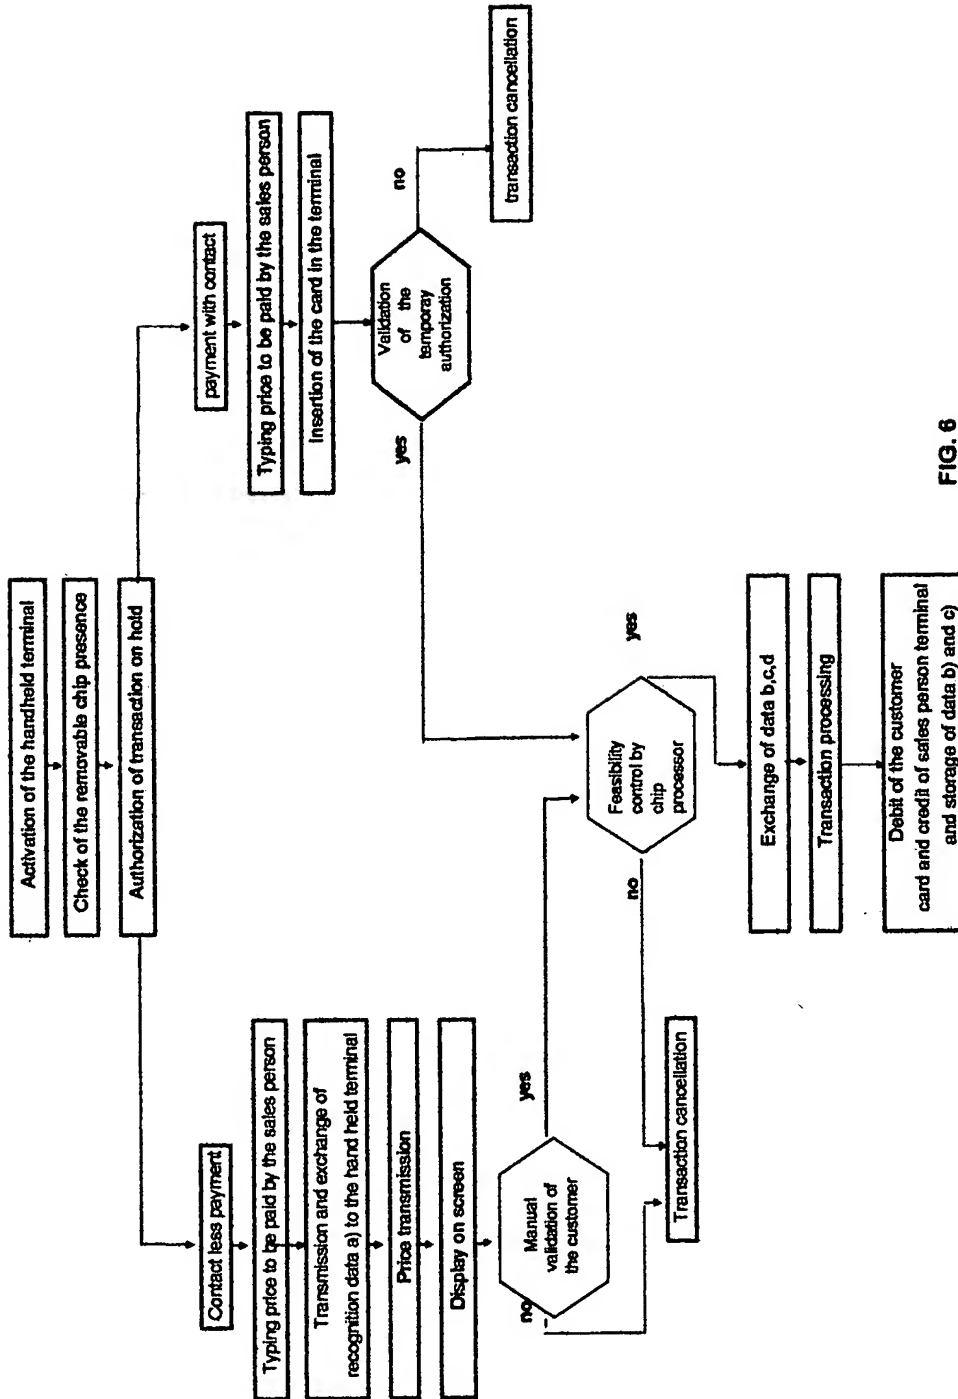 Activation of the handheld terminal
Check of the removable chip presence
Authorization of transaction on hold
Contact less payment
Typing price to be paid by the sales person
Transmission and exchange of
recognition data a) to the hand held terminal
Price transmission
Display on screen
Manual
validation of
the customer
no
yes
Transaction cancellation
payment with contact
Typing price to be paid by the sales person
Insertion of the card in the terminal
Validation
of the
temporay
authorization
yes
no
transaction cancellation
Feasibility
control by
chip
processor
no
yes
Exchange of data b,c,d
Transaction processing
Debit of the customer
card and credit of sales person terminal
and storage of data b) and c)
FIG. 6